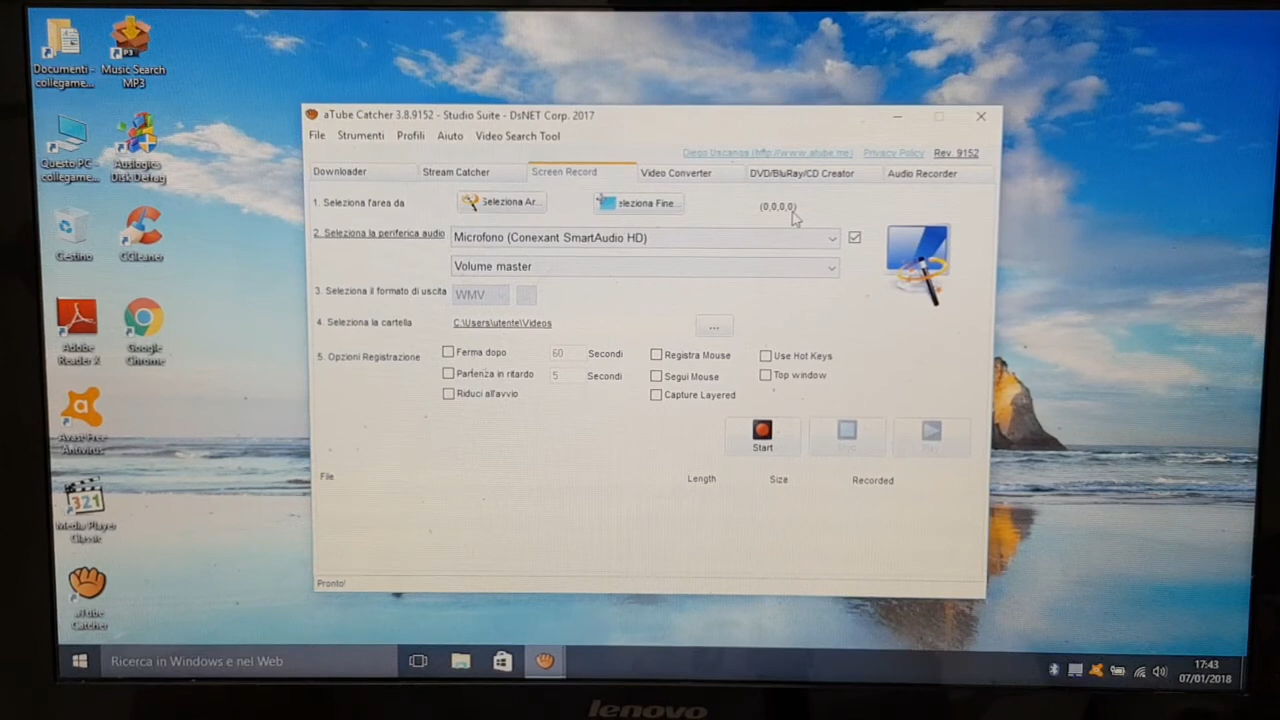 Documenti -
collegame...
Music Search
MP3
Questo PC -
collegame...
Auslogics
Disk Defrag
Cestino
CCleaner
Adobe
Reader X
Google
Chrome
Avast Free
Antivirus
321
Media Player
Classic
aTube
Catcher
aTube Catcher 3.8.9152 - Studio Suite - DsNET Corp. 2017
File Strumenti Profili Aiuto Video Search Tool
Diego Uscanga (http://www.atube.me) Privacy Policy Rev. 9152
Downloader Stream Catcher Screen Record Video Converter DVD/BluRay/CD Creator Audio Recorder
1. Seleziona l'area da Seleziona Ar... eleziona Fine... (0,0,0,0)
2. Seleziona la periferica audio Microfono (Conexant SmartAudio HD)
Volume master
3. Seleziona il formato di uscita WMV
4. Seleziona la cartella C:\Users\utente\Videos ...
5. Opzioni Registrazione Ferma dopo 60 Secondi Registra Mouse Use Hot Keys
Partenza in ritardo 5 Secondi Segui Mouse Top window
Riduci all'avvio Capture Layered
Start
File Length Size Recorded
Pronto!
Ricerca in Windows e nel Web
17:43
07/01/2018
lenovo